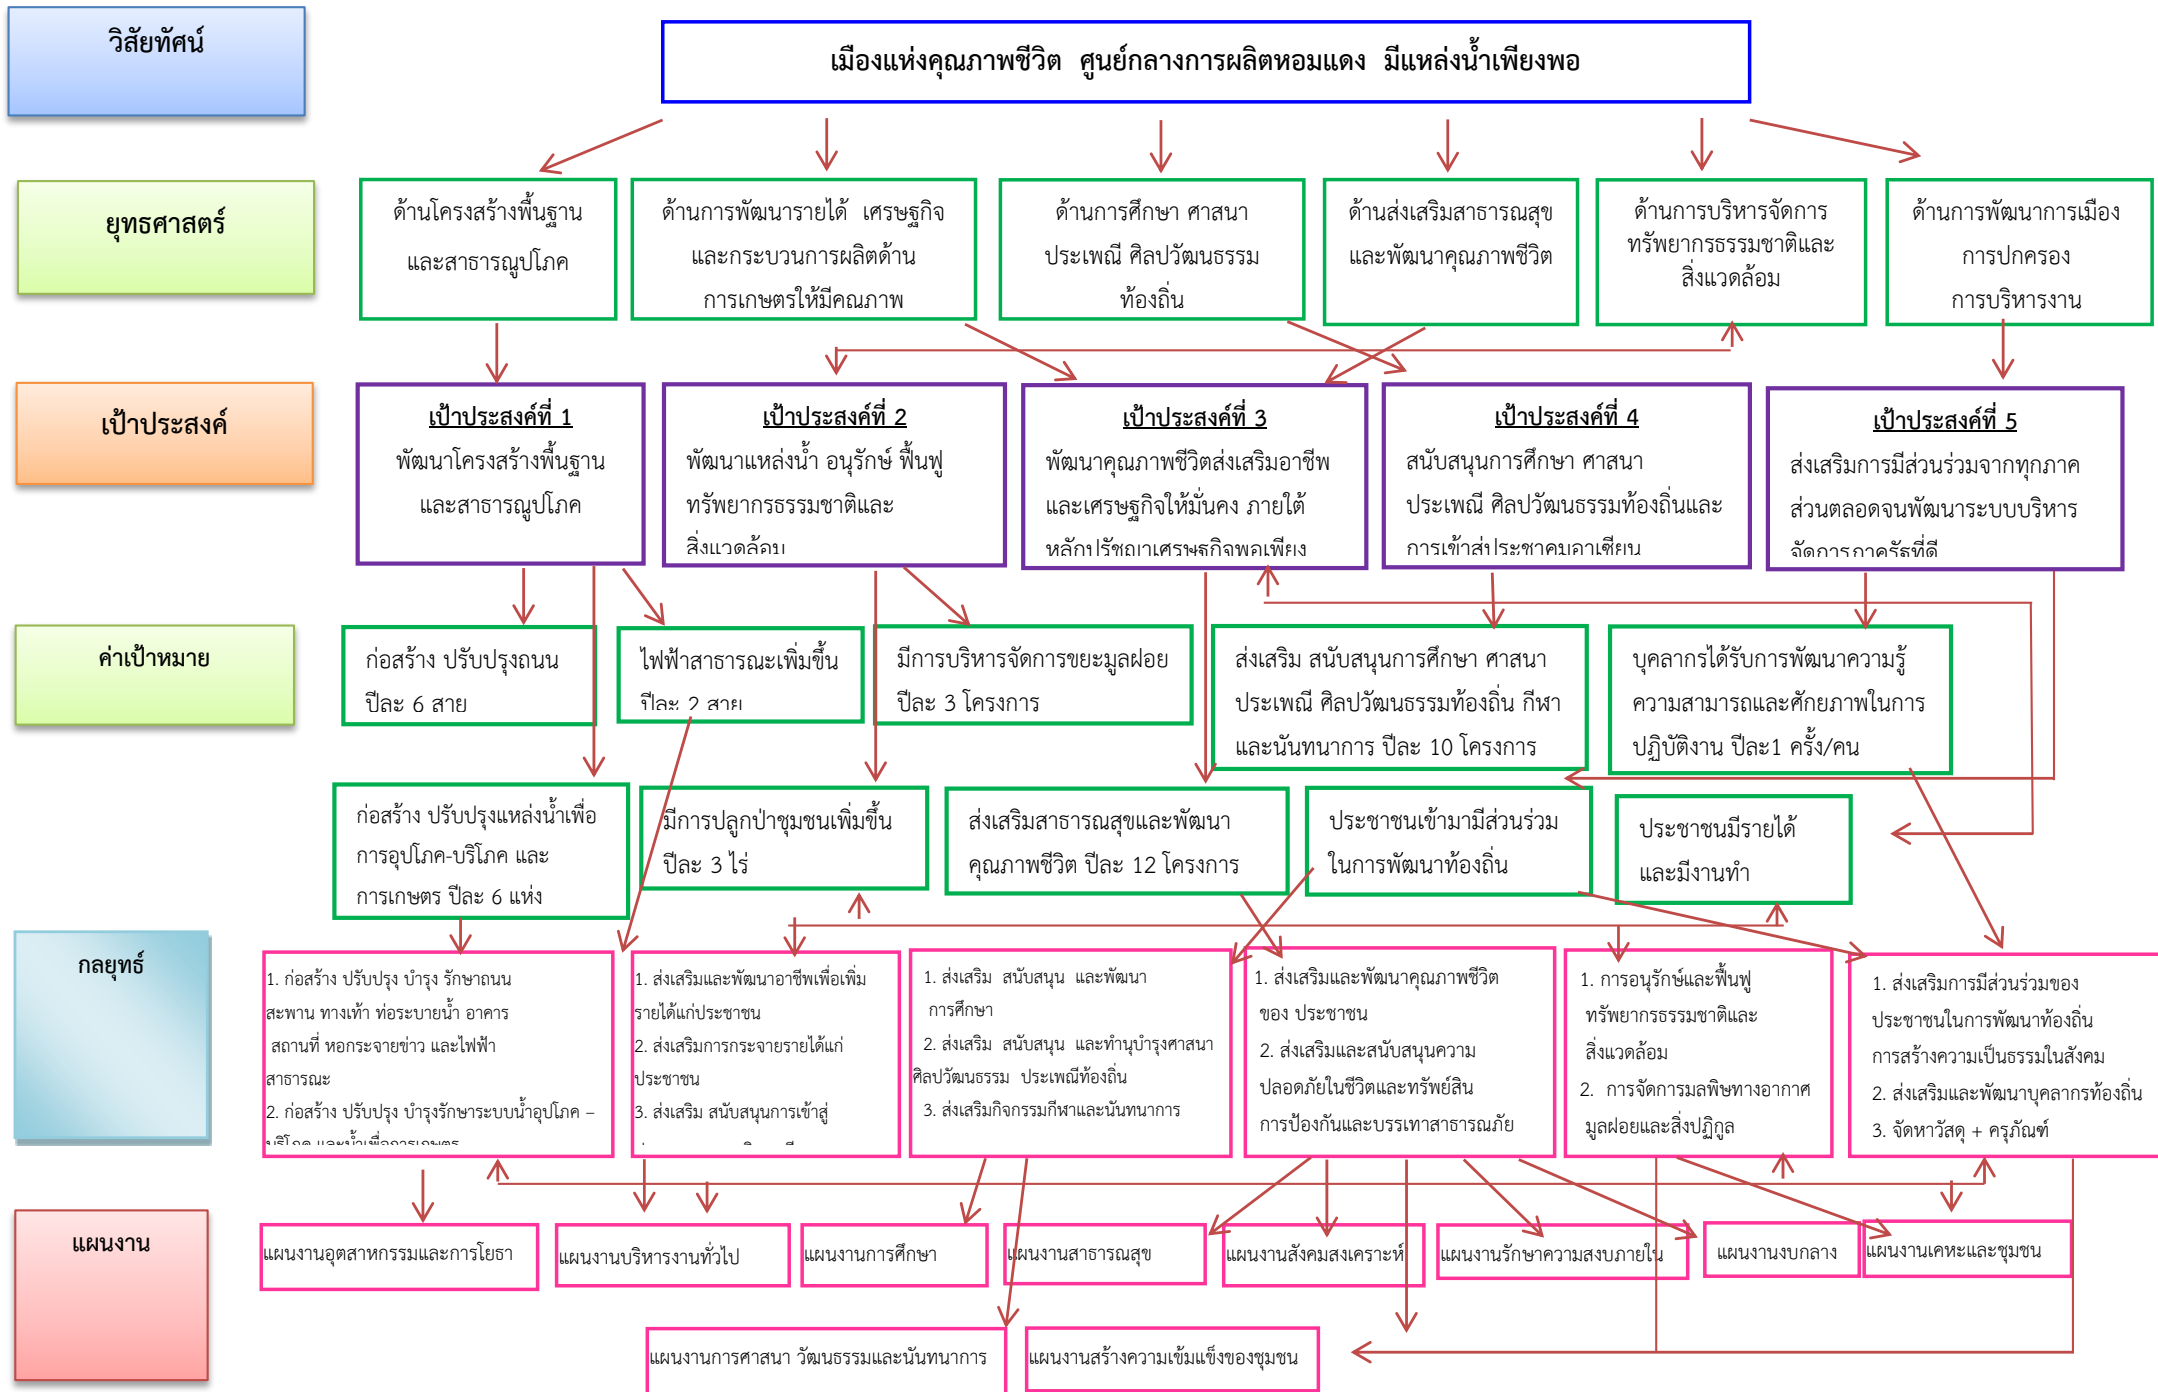 วิสัยทัศน์
เมืองแห่งคุณภาพชีวิต ศูนย์กลางการผลิตหอมแดง มีแหล่งน้ำเพียงพอ
ยุทธศาสตร์
ด้านโครงสร้างพื้นฐาน
และสาธารณูปโภค
ด้านการพัฒนารายได้ เศรษฐกิจ
และกระบวนการผลิตด้าน
การเกษตรให้มีคณภาพ
ด้านการศึกษา ศาสนา
ประเพณี ศิลปวัฒนธรรม
ท้องถิ่น
ด้านส่งเสริมสาธารณสุข
และพัฒนาคุณภาพชีวิต
ด้านการบริหารจัดการ
ทรัพยากรธรรมชาติและ
สิ่งแวดล้อม
ด้านการพัฒนาการเมือง
การปกครอง
การบริหารงาน
เป้าประสงค์
เป้าประสงค์ที่ 1
พัฒนาโครงสร้างพื้นฐาน
และสาธารณูปโภค
เป้าประสงค์ที่ 2
พัฒนาแหล่งน้ำ อนุรักษ์ ฟื้นฟู
ทรัพยากรธรรมชาติและ
สิ่งแวดล้อม
เป้าประสงค์ที่ 3
พัฒนาคุณภาพชีวิตส่งเสริมอาชีพ
และเศรษฐกิจให้มั่นคง ภายใต้
หลักปรัชญาเศรษฐกิจพอเพียง
เป้าประสงค์ที่ 4
สนับสนุนการศึกษา ศาสนา
ประเพณี ศิลปวัฒนธรรมท้องถิ่นและ
การเข้าสู่ประชาคมอาเซียน
เป้าประสงค์ที่ 5
ส่งเสริมการมีส่วนร่วมจากทุกภาค
ส่วนตลอดจนพัฒนาระบบบริหาร
จัดการภาครัฐที่ดี
ค่าเป้าหมาย
ก่อสร้าง ปรับปรุงถนน
ปีละ 6 สาย
ไฟฟ้าสาธารณะเพิ่มขึ้น
ปีละ 2 สาย
มีการบริหารจัดการขยะมูลฝอย
ปีละ 3 โครงการ
ส่งเสริม สนับสนุนการศึกษา ศาสนา
ประเพณี ศิลปวัฒนธรรมท้องถิ่น กีฬา
และนันทนาการ ปีละ 10 โครงการ
บุคลากรได้รับการพัฒนาความรู้
ความสามารถและศักยภาพในการ
ปฏิบัติงาน ปีละ1 ครั้ง/คน
ก่อสร้าง ปรับปรุงแหล่งน้ำเพื่อ
การอุปโภค-บริโภค และ
การเกษตร ปีละ 6 แห่ง
มีการปลูกป่าชุมชนเพิ่มขึ้น
ปีละ 3 ไร่
ส่งเสริมสาธารณสุขและพัฒนา
คุณภาพชีวิต ปีละ 12 โครงการ
ประชาชนเข้ามามีส่วนร่วม
ในการพัฒนาท้องถิ่น
ประชาชนมีรายได้
และมีงานทำ
กลยุทธ์
1. ก่อสร้าง ปรับปรุง บำรุง รักษาถนน
สะพาน ทางเท้า ท่อระบายน้ำ อาคาร
สถานที่ หอกระจายข่าว และไฟฟ้า
สาธารณะ
2. ก่อสร้าง ปรับปรุง บำรุงรักษาระบบน้ำอุปโภค –
บริโภค และน้ำเพื่อการเกษตร
1. ส่งเสริมและพัฒนาอาชีพเพื่อเพิ่ม
รายได้แก่ประชาชน
2. ส่งเสริมการกระจายรายได้แก่
ประชาชน
3. ส่งเสริม สนับสนุนการเข้าสู่
1. ส่งเสริม สนับสนุน และพัฒนา
การศึกษา
2. ส่งเสริม สนับสนุน และทำนุบำรุงศาสนา
ศิลปวัฒนธรรม ประเพณีท้องถิ่น
3. ส่งเสริมกิจกรรมกีฬาและนันทนาการ
1. ส่งเสริมและพัฒนาคุณภาพชีวิต
ของ ประชาชน
2. ส่งเสริมและสนับสนุนความ
ปลอดภัยในชีวิตและทรัพย์สิน
การป้องกันและบรรเทาสาธารณภัย
1. การอนุรักษ์และฟื้นฟู
ทรัพยากรธรรมชาติและ
สิ่งแวดล้อม
2. การจัดการมลพิษทางอากาศ
มูลฝอยและสิ่งปฏิกูล
1. ส่งเสริมการมีส่วนร่วมของ
ประชาชนในการพัฒนาท้องถิ่น
การสร้างความเป็นธรรมในสังคม
2. ส่งเสริมและพัฒนาบุคลากรท้องถิ่น
3. จัดหาวัสดุ + ครุภัณฑ์
แผนงาน
แผนงานอุตสาหกรรมและการโยธา
แผนงานบริหารงานทั่วไป
แผนงานการศึกษา
แผนงานสาธารณสุข
แผนงานสังคมสงเคราะห์
แผนงานรักษาความสงบภายใน
แผนงานงบกลาง
แผนงานเคหะและชุมชน
แผนงานการศาสนา วัฒนธรรมและนันทนาการ
แผนงานสร้างความเข้มแข็งของชุมชน